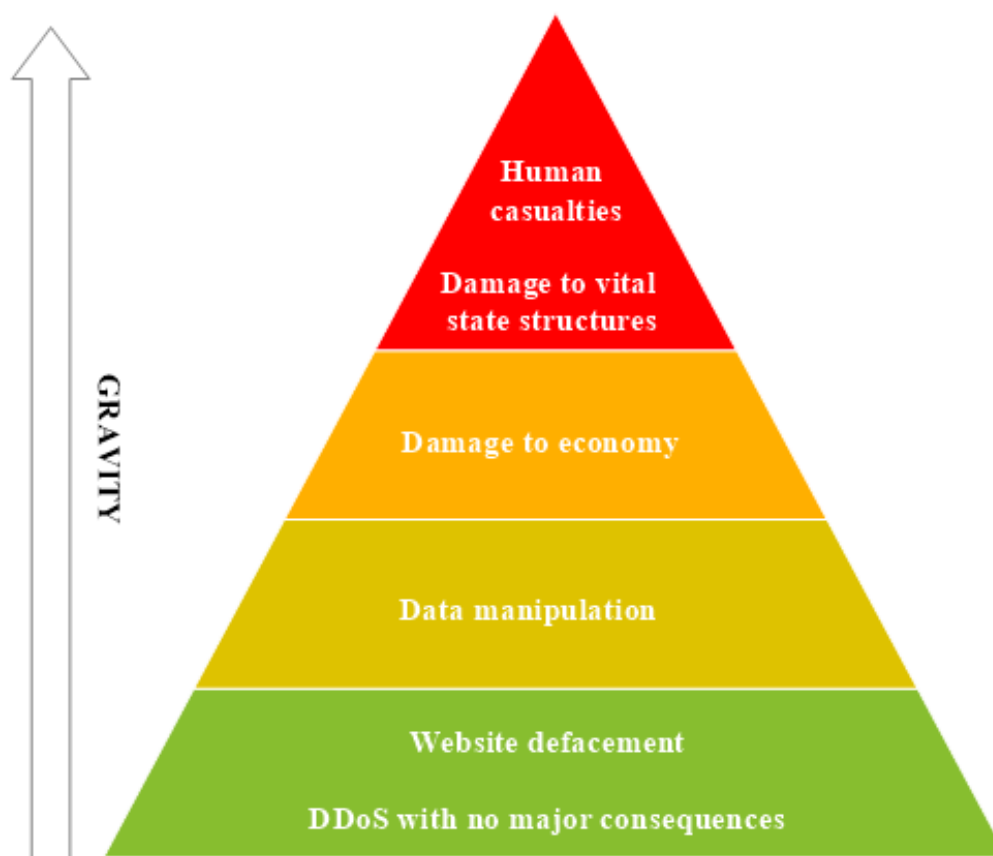 Human
casualties
Damage to vital
state structures
GRAVITY
Damage to economy
Data manipulation
Website defacement
DDoS with no major consequences